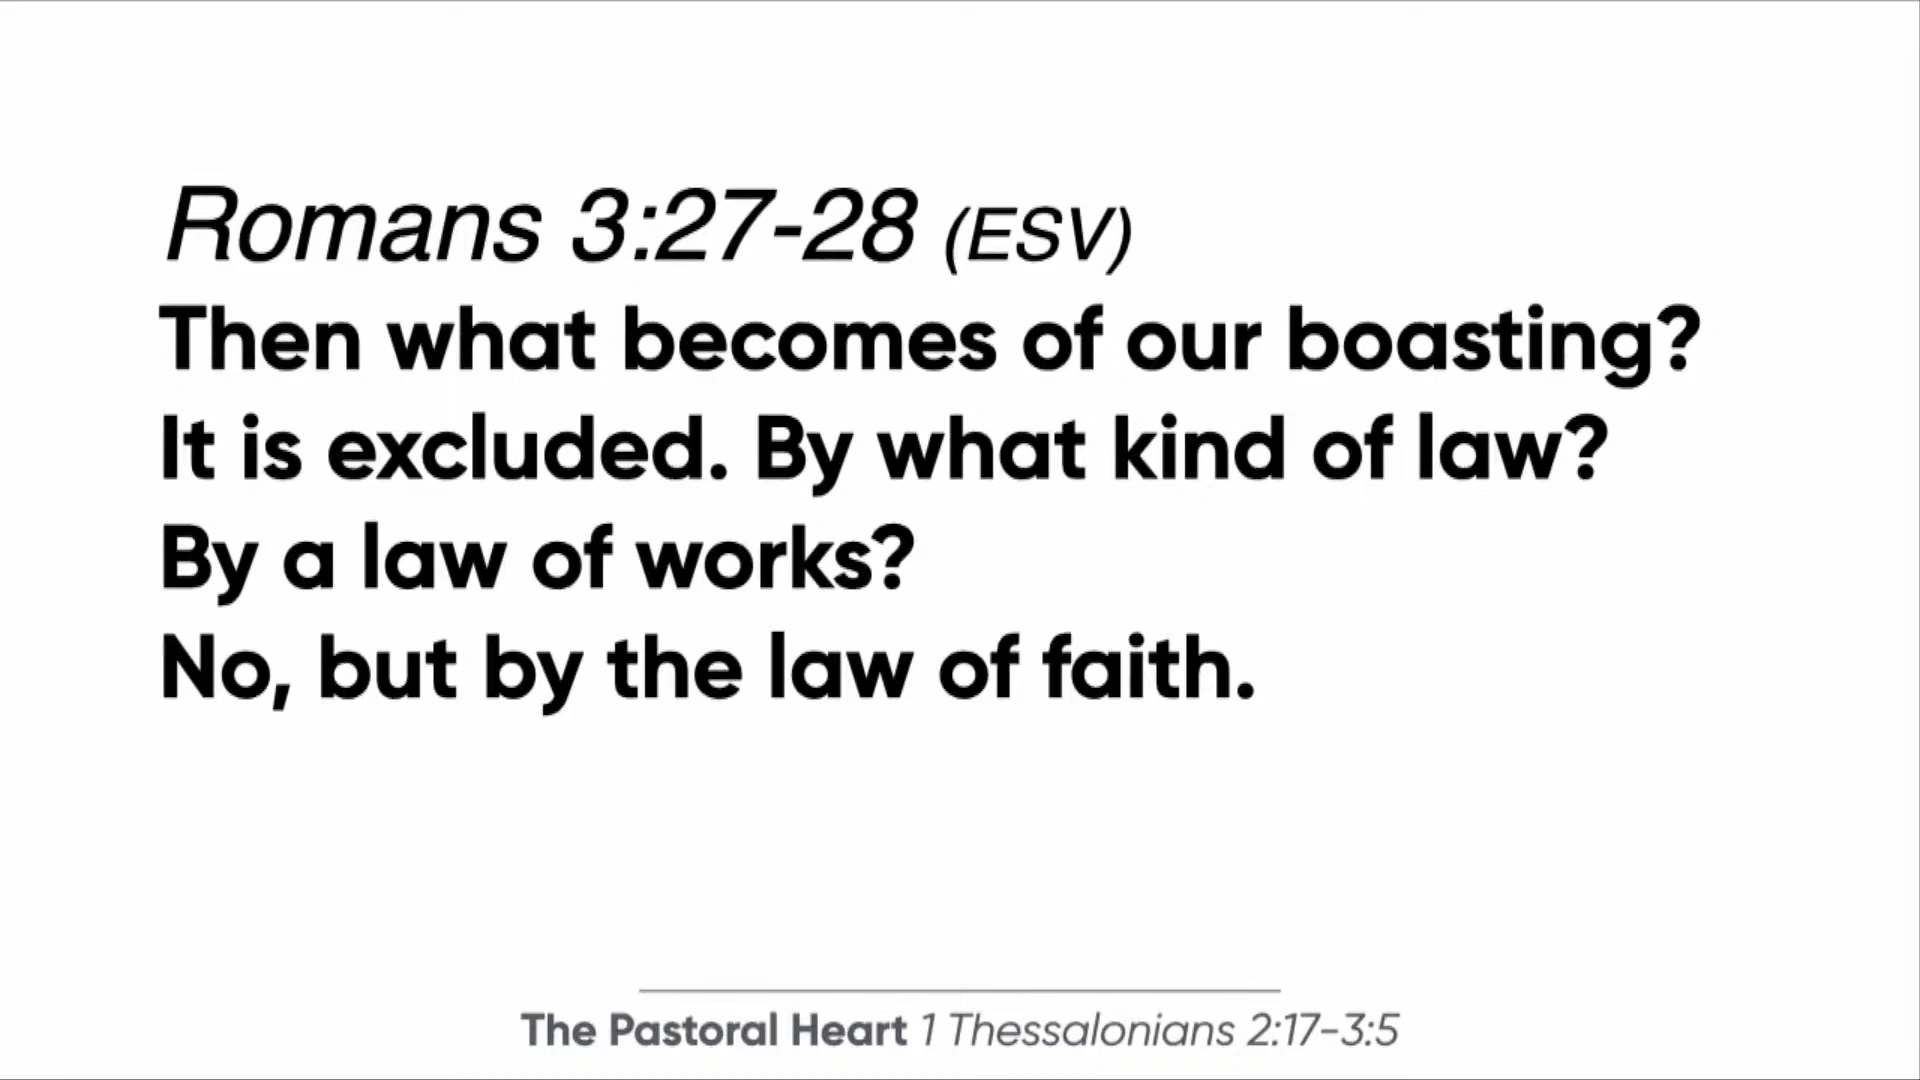 Romans 3:27-28 (ESV)
Then what becomes of our boasting?
It is excluded. By what kind of law?
By a law of works?
No, but by the law of faith.
The Pastoral Heart 1 Thessalonians 2:17–3:5